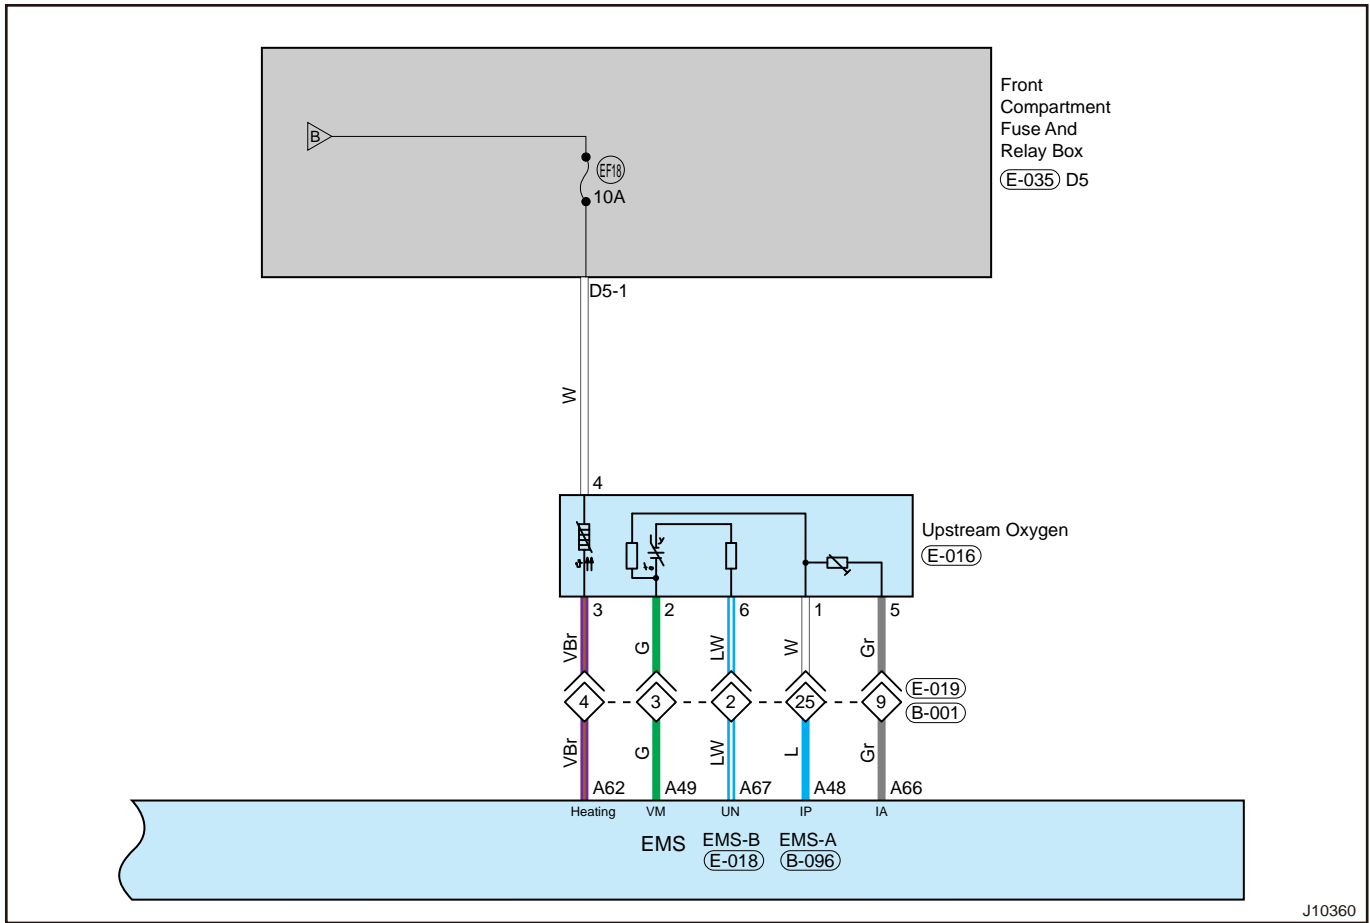 Front
Compartment
Fuse And
Relay Box
E-035 D5
B
EF18
10A
D5-1
W
4
Upstream Oxygen
E-016
3 2 6 1 5
VBr G LW W Gr
E-019
4 3 2 25 9
B-001
VBr G LW L Gr
A62 A49 A67 A48 A66
Heating VM UN IP IA
EMS EMS-B EMS-A
E-018 B-096
J10360